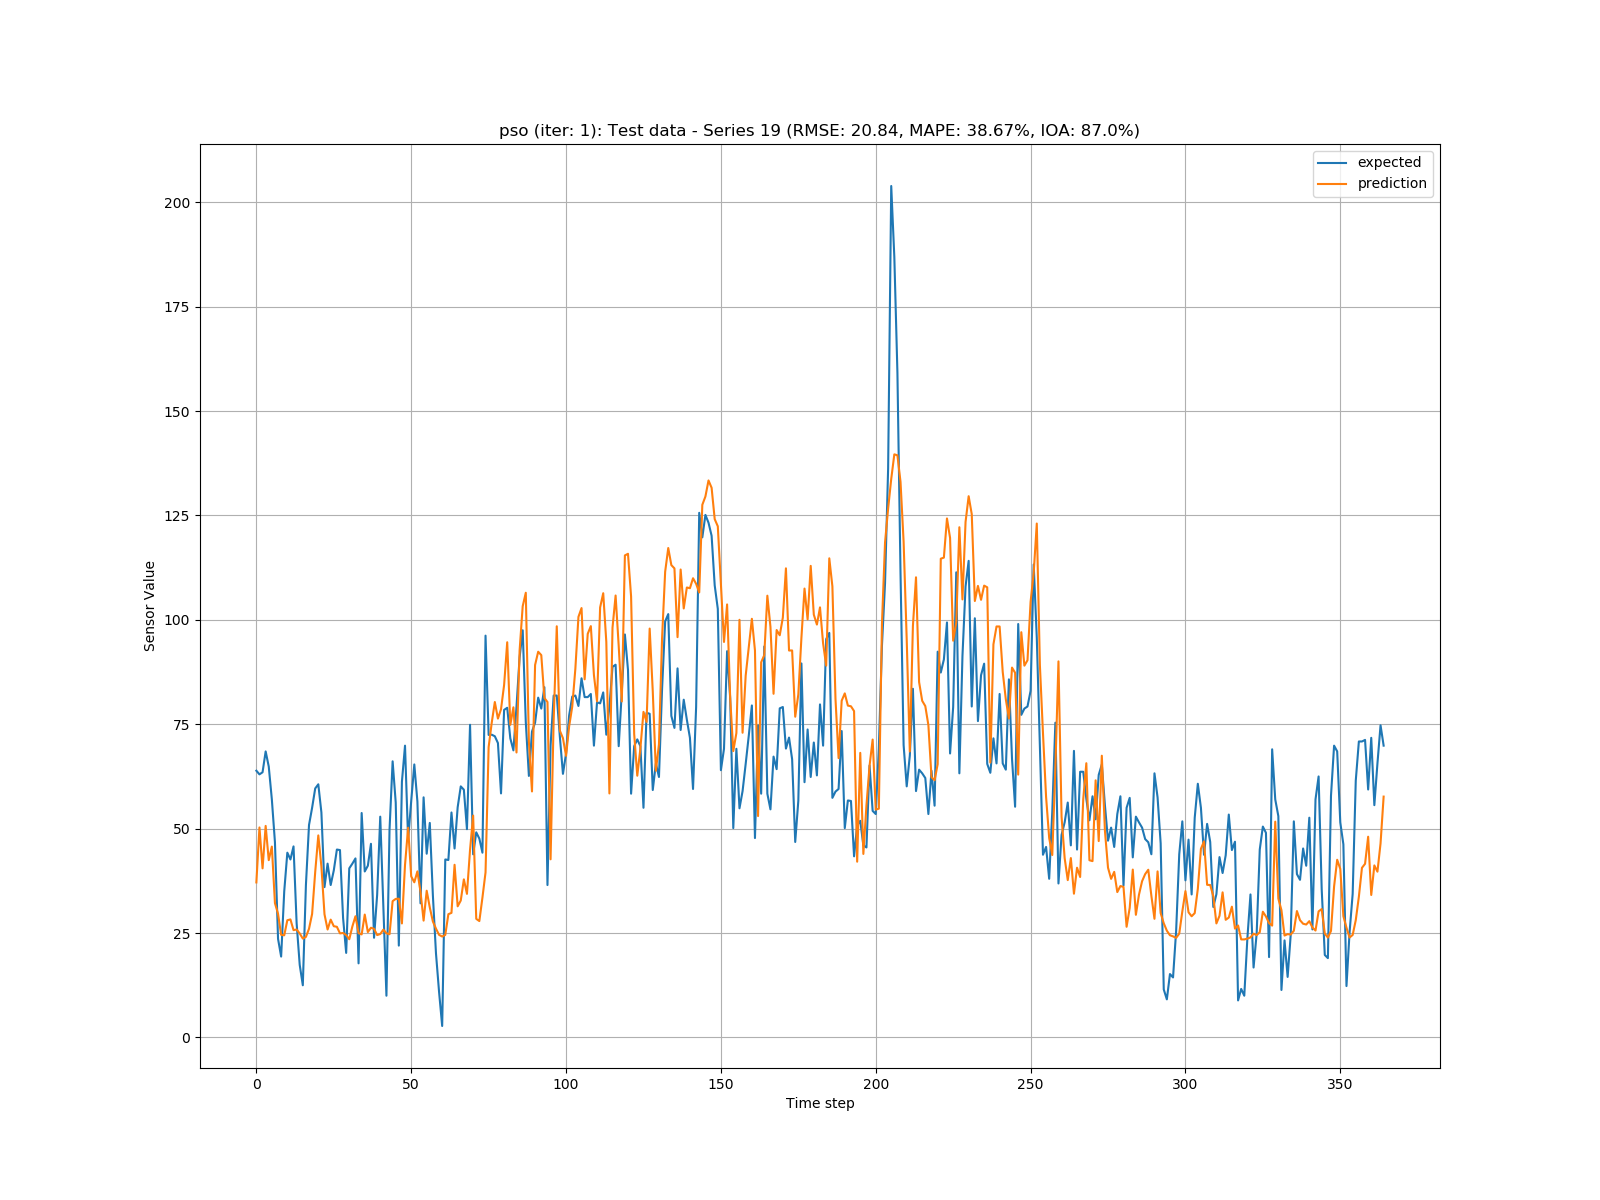 pso (iter: 1): Test data - Series 19 (RMSE: 20.84, MAPE: 38.67%, IOA: 87.0%)
expected
prediction
200
175
150
125
100
75
50
25
0
Sensor Value
0 50 100 150 200 250 300 350
Time step